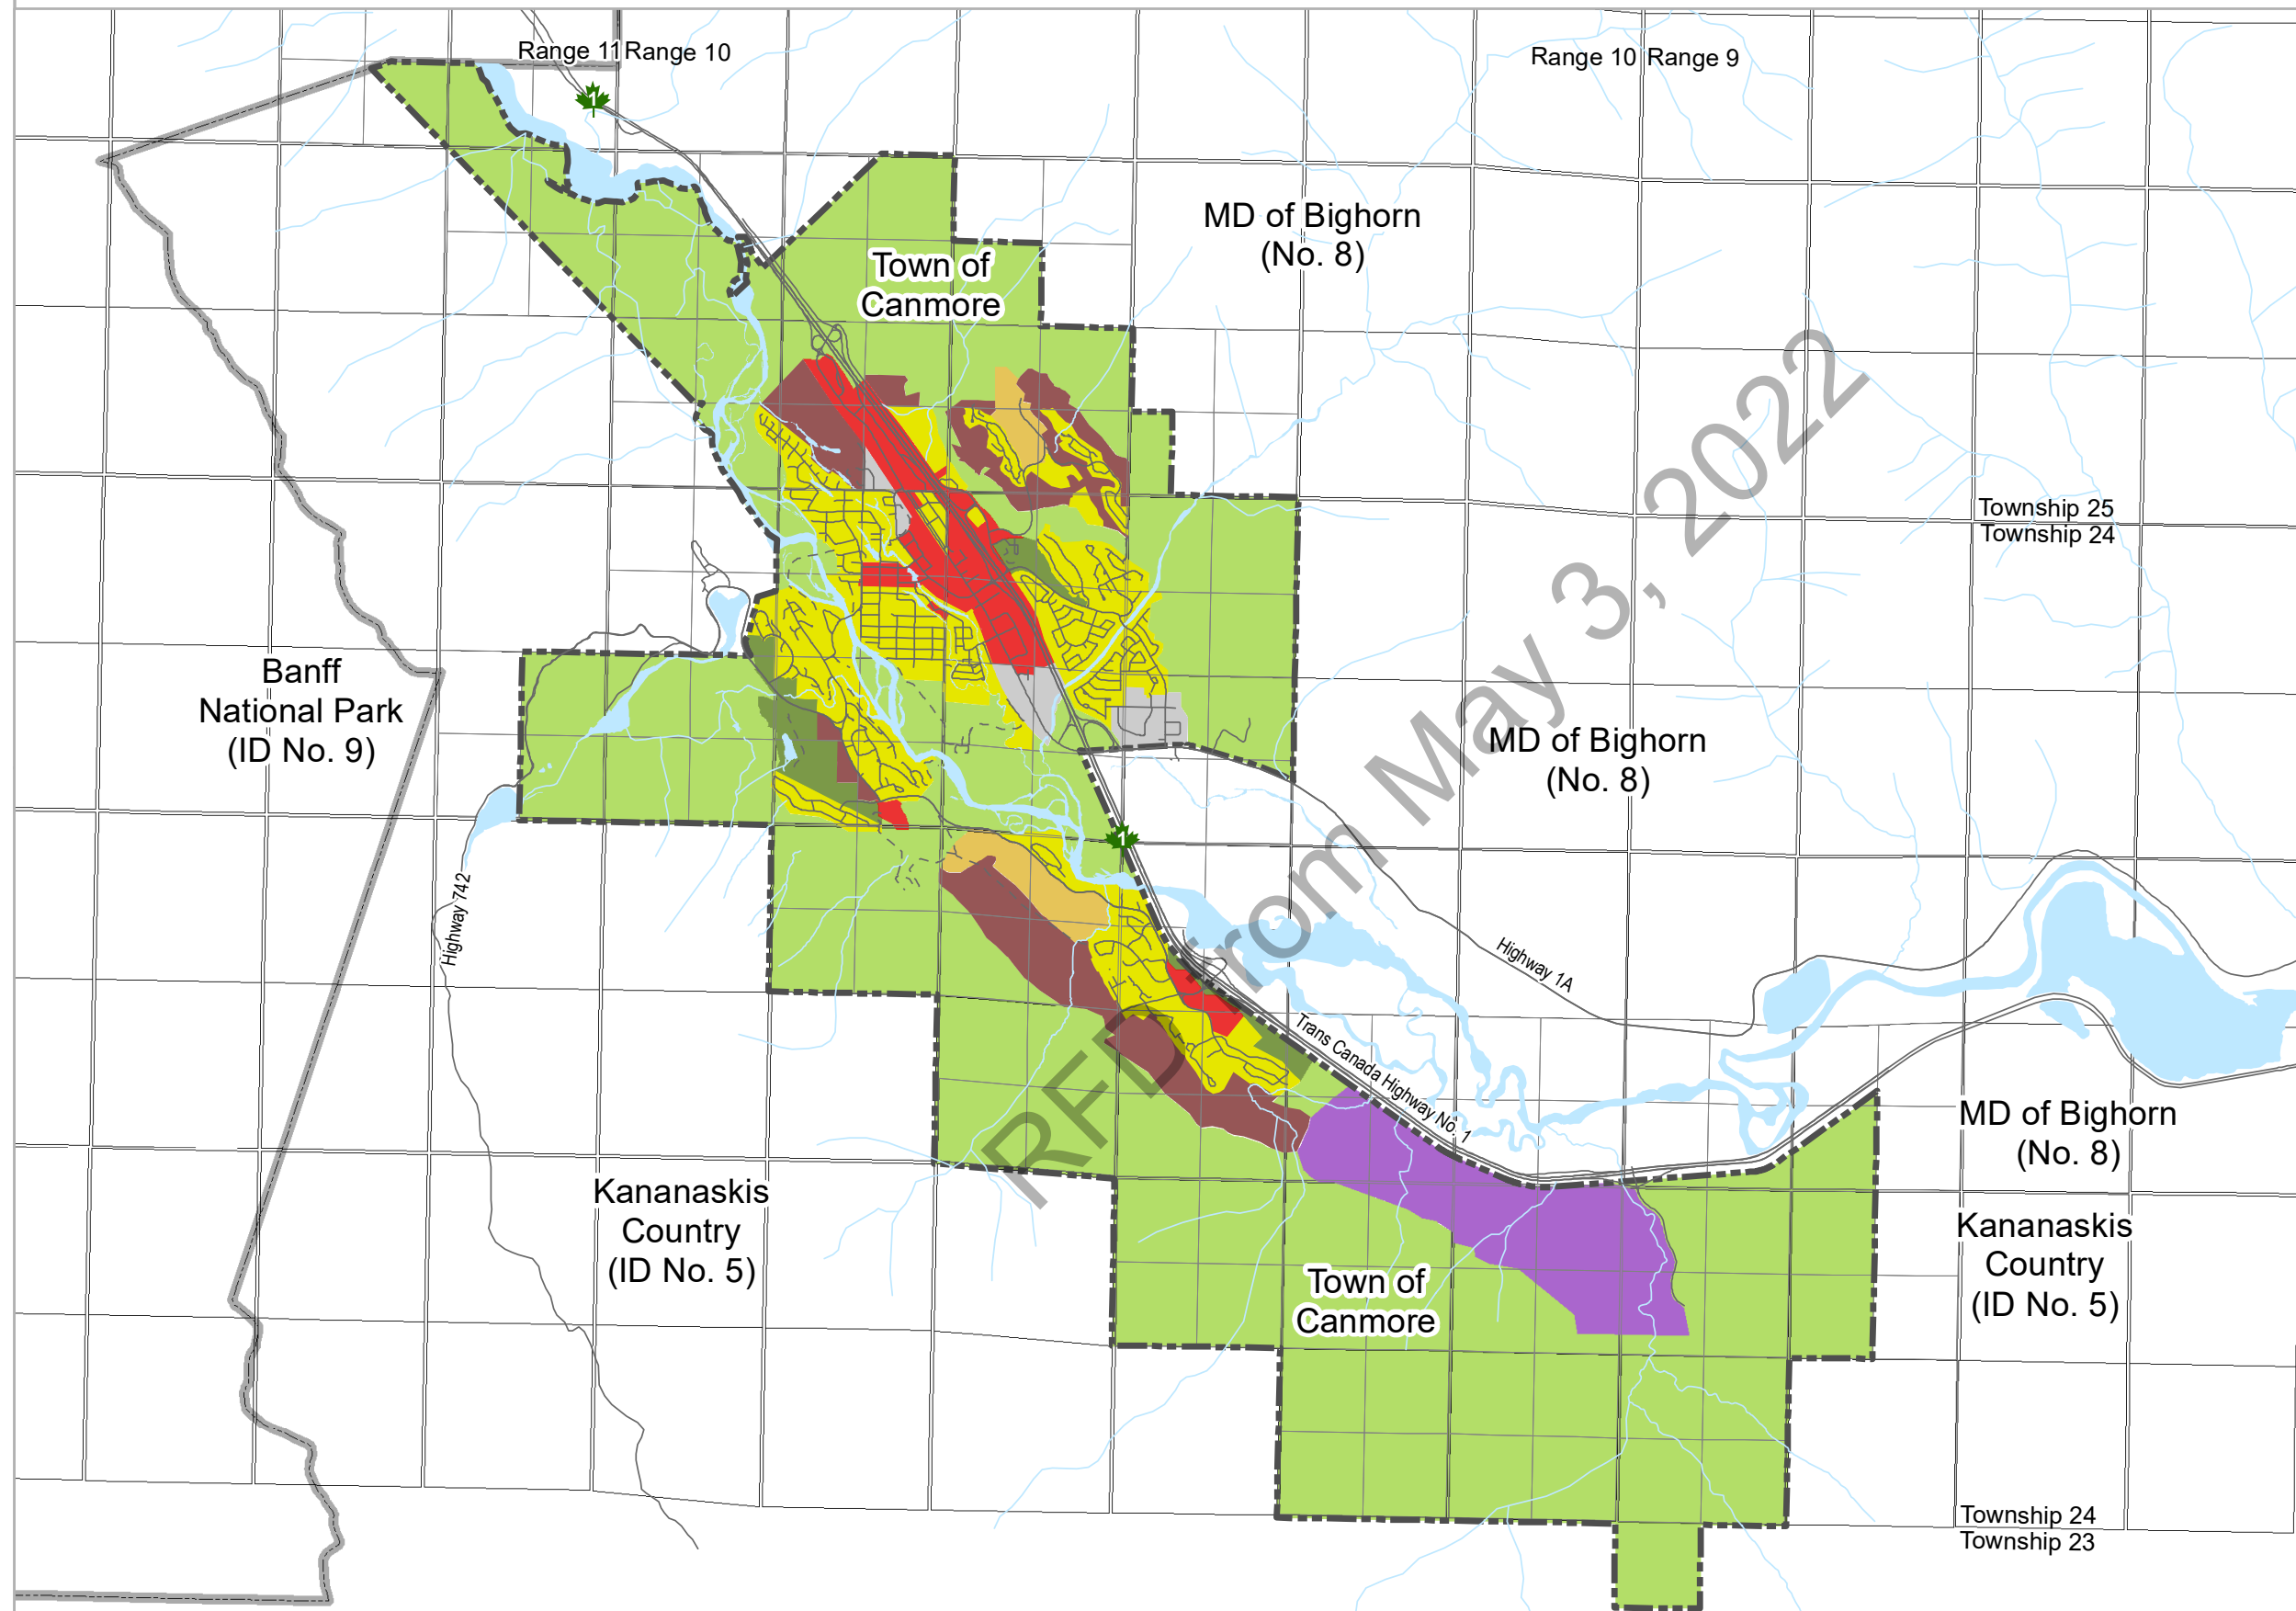 Range 11 Range 10
Range 10 Range 9
1
MD of Bighorn
(No. 8)
Town of
Canmore
Township 25
Township 24
Banff
National Park
(ID No. 9)
MD of Bighorn
(No. 8)
1
Highway 742
Highway 1A
Trans Canada Highway No. 1
RFD from May 3, 2022
MD of Bighorn
(No. 8)
Kananaskis
Country
(ID No. 5)
Kananaskis
Country
(ID No. 5)
Town of
Canmore
Township 24
Township 23